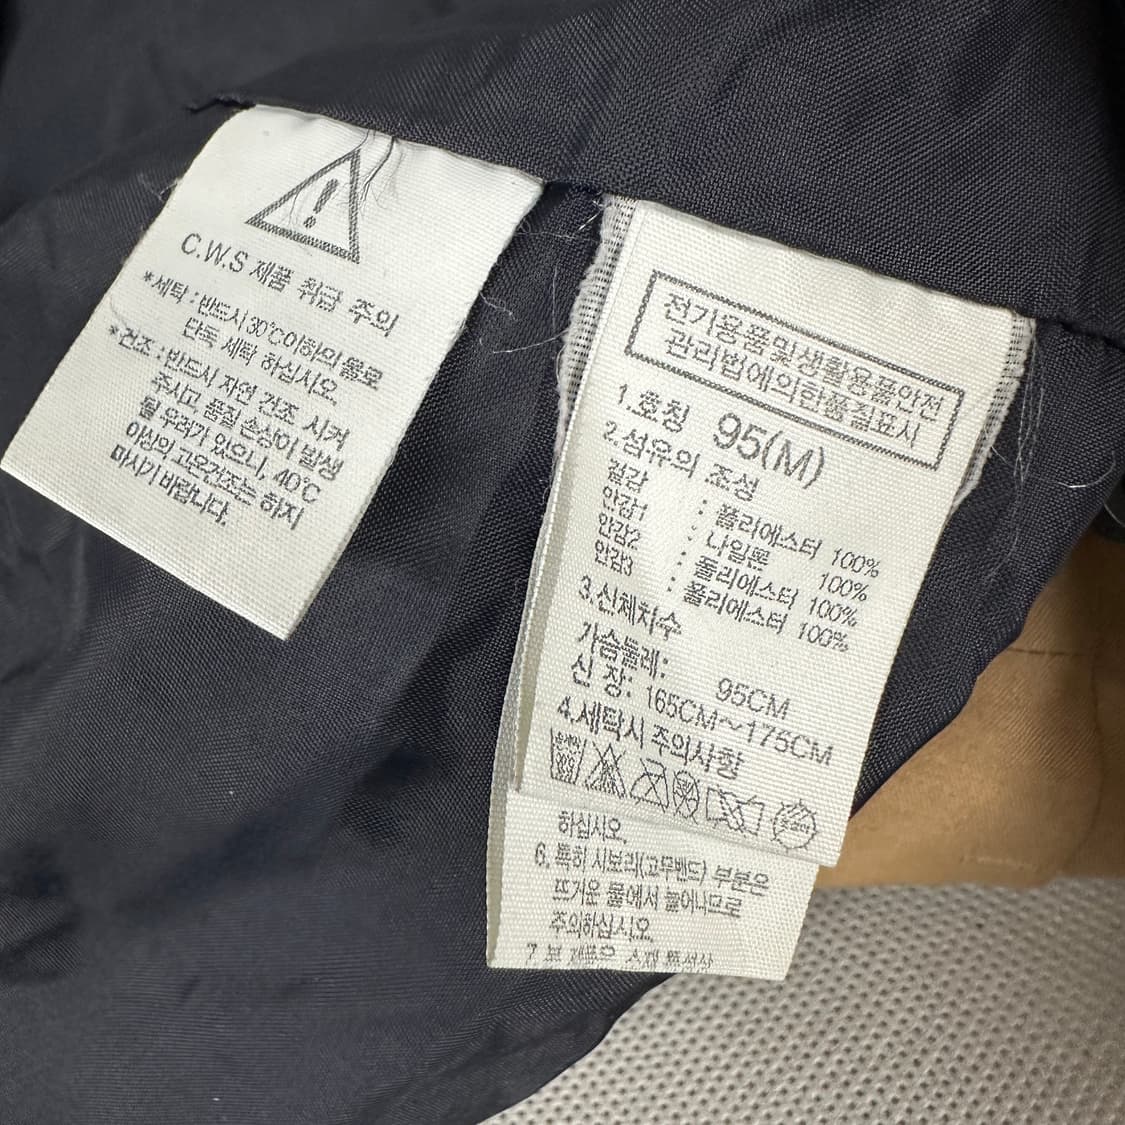 C.W.S 제품 취급 주의
*세탁 : 반드시 30℃이하의 물로
단독 세탁 하십시오.
*건조 : 반드시 자연 건조 시켜
주시고, 품질 손상이 발생
될 우려가 있으니, 40℃
이상의 고온건조는 하지
마시기 바랍니다.
전기용품및생활용품안전
관리법에의한품질표시
1.호칭 95(M)
2.섬유의 조성
겉감 : 폴리에스터 100%
안감1 : 나일론 100%
안감2 : 폴리에스터 100%
안감3 : 폴리에스터 100%
3.신체치수
가슴둘레: 95CM
신 장: 165CM~175CM
4.세탁시 주의사항
하십시오.
6. 특히 시보리(고무밴드) 부분은
뜨거운 물에서 늘어나므로
주의하십시오.
7. 본 제품은 소재 특성상